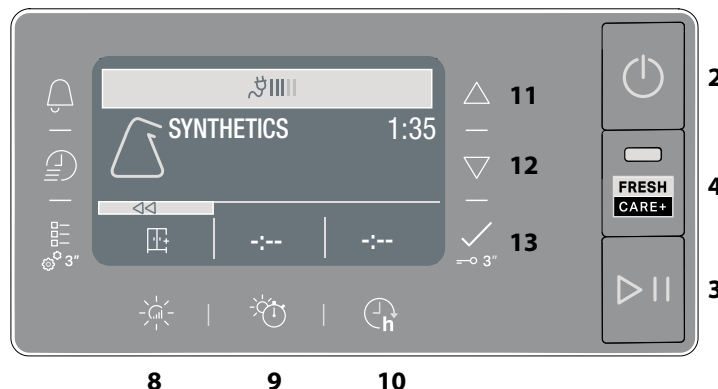 2
11
SYNTHETICS 1:35
12
FRESH
CARE+
4
-:-- -:--
13
3" 3"
3
h
8 9 10